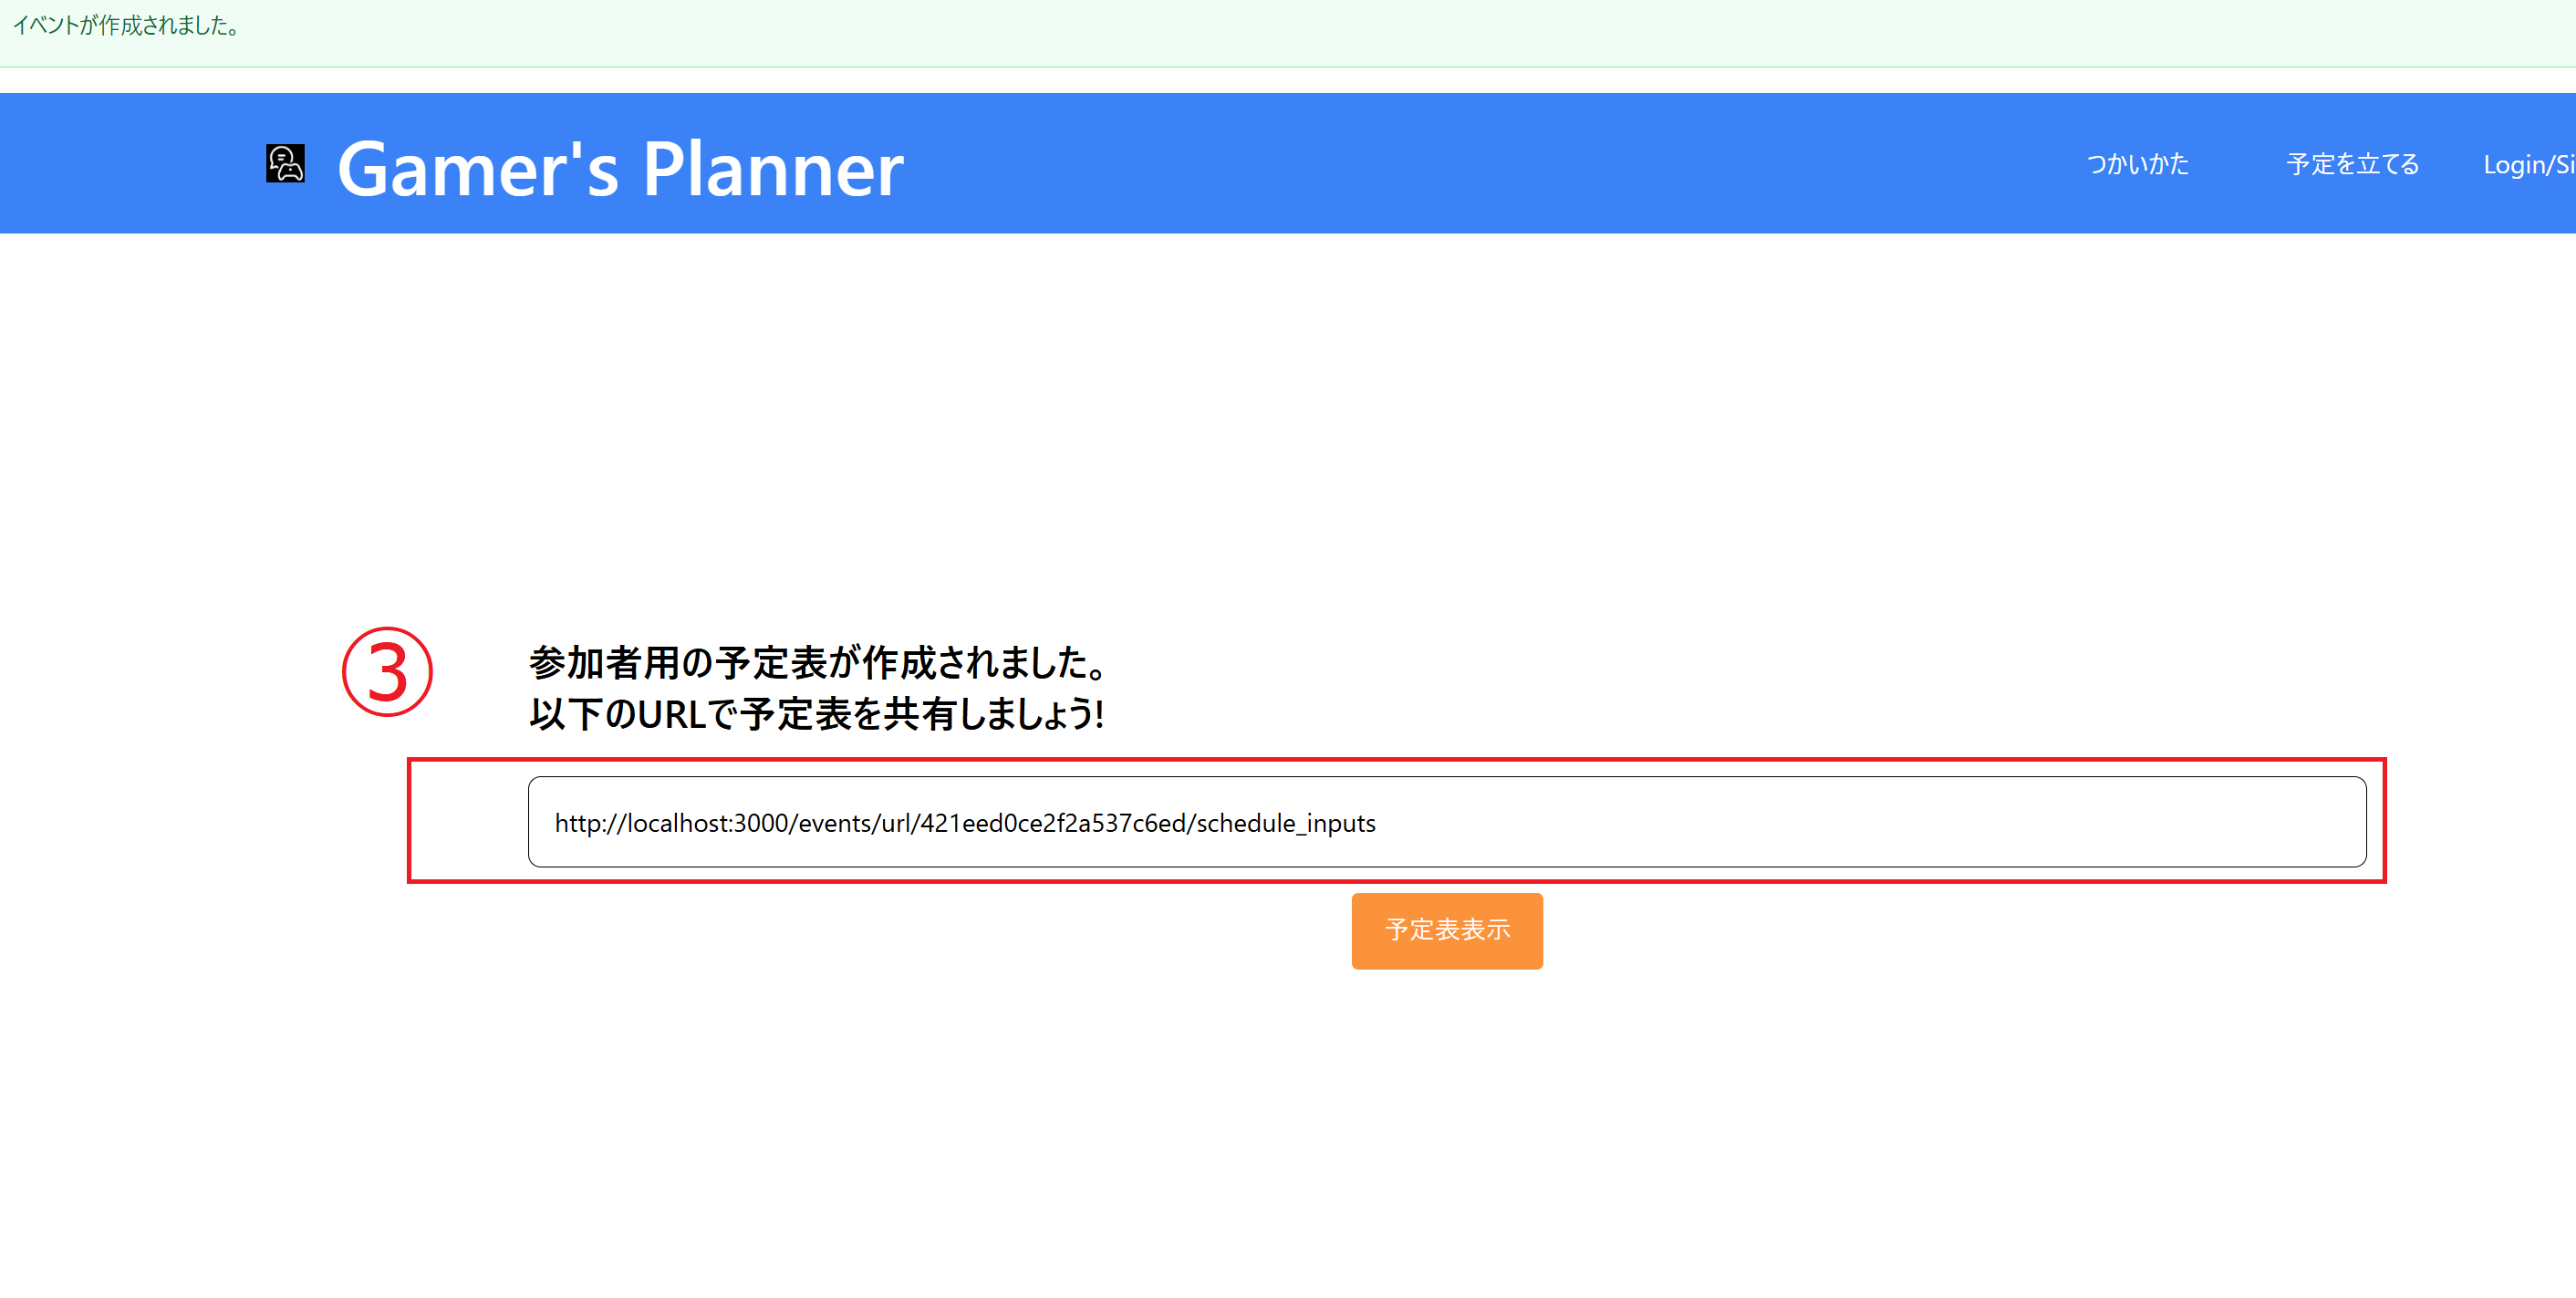 イベントが作成されました。
Gamer's Planner
つかいかた
予定を立てる
Login/Si
③
参加者用の予定表が作成されました。
以下のURLで予定表を共有しましょう!
http://localhost:3000/events/url/421eed0ce2f2a537c6ed/schedule_inputs
予定表表示